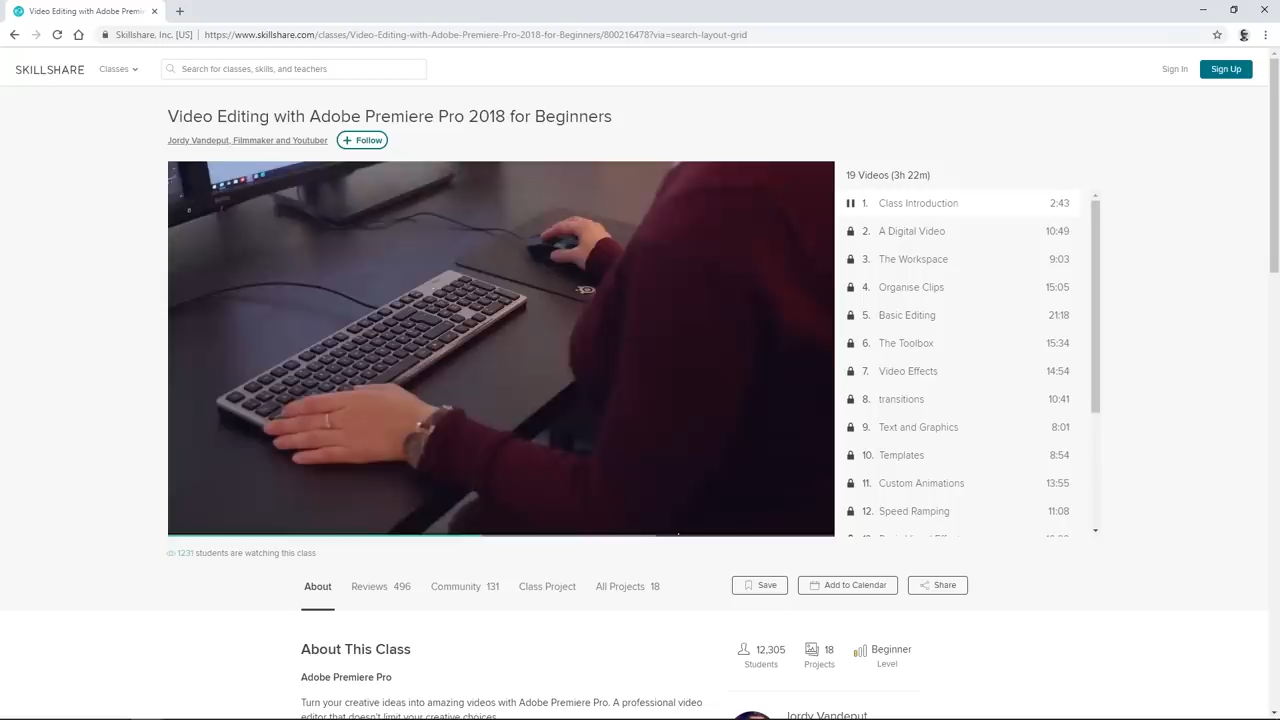 Video Editing with Adobe Premi
Skillshare, Inc. [US] | https://www.skillshare.com/classes/Video-Editing-with-Adobe-Premiere-Pro-2018-for-Beginners/800216478?via=search-layout-grid
SKILLSHARE Classes Search for classes, skills, and teachers Sign In Sign Up
Video Editing with Adobe Premiere Pro 2018 for Beginners
Jordy Vandeput, Filmmaker and Youtuber + Follow
19 Videos (3h 22m)
1. Class Introduction 2:43
2. A Digital Video 10:49
3. The Workspace 9:03
4. Organise Clips 15:05
5. Basic Editing 21:18
6. The Toolbox 15:34
7. Video Effects 14:54
8. transitions 10:41
9. Text and Graphics 8:01
10. Templates 8:54
11. Custom Animations 13:55
12. Speed Ramping 11:08
1231 students are watching this class
About Reviews 496 Community 131 Class Project All Projects 18 Save Add to Calendar Share
About This Class
12,305 18 Beginner
Students Projects Level
Adobe Premiere Pro
Turn your creative ideas into amazing videos with Adobe Premiere Pro. A professional video
editor that doesn't limit your creative choices
Jordy Vandeput